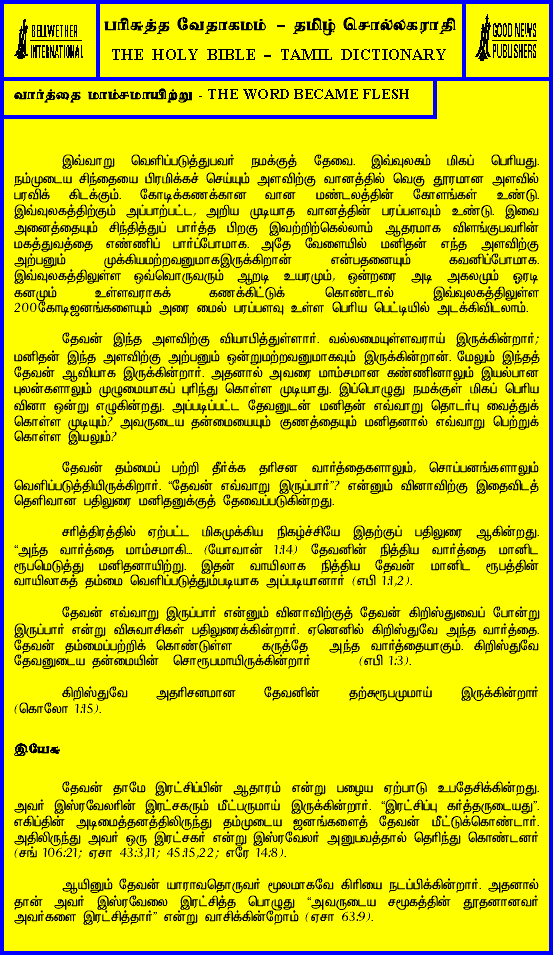 BELLWETHER
INTERNATIONAL
பரிசுத்த வேதாகமம் – தமிழ் சொல்லகராதி
THE HOLY BIBLE – TAMIL DICTIONARY
GOOD NEWS
PUBLISHERS
வார்த்தை மாம்சமாயிற்று - THE WORD BECAME FLESH
இவ்வாறு வெளிப்படுத்துபவர் நமக்குத் தேவை. இவ்வுலகம் மிகப் பெரியது.
நம்முடைய சிந்தையை பிரமிக்கச் செய்யும் அளவிற்கு வானத்தில் வெகு தூரமான அளவில்
பரவிக் கிடக்கும். கோடிக்கணக்கான வான மண்டலத்தின் கோளங்கள் உண்டு.
இவ்வுலகத்திற்கும் அப்பாற்பட்ட, அறிய முடியாத வானத்தின் பரப்பளவும் உண்டு. இவை
அனைத்தையும் சிந்தித்துப் பார்த்த பிறகு இவற்றிற்கெல்லாம் ஆதரமாக விளங்குபவரின்
மகத்துவத்தை எண்ணிப் பார்ப்போமாக. அதே வேளையில் மனிதன் எந்த அளவிற்கு
அற்பனும் முக்கியமற்றவனுமாகஇருக்கிறான் என்பதனையும் கவனிப்போமாக.
இவ்வுலகத்திலுள்ள ஒவ்வொருவரும் ஆறடி உயரமும், ஒன்றரை அடி அகலமும் ஓரடி
கனமும் உள்ளவராகக் கணக்கிட்டுக் கொண்டால் இவ்வுலகத்திலுள்ள
200கோடிஜனங்களையும் அரை மைல் பரப்பளவு உள்ள பெரிய பெட்டியில் அடக்கிவிடலாம்.
தேவன் இந்த அளவிற்கு வியாபித்துள்ளார். வல்லமையுள்ளவராய் இருக்கின்றார்;
மனிதன் இந்த அளவிற்கு அற்பனும் ஒன்றுமற்றவனுமாகவும் இருக்கின்றான். மேலும் இந்தத்
தேவன் ஆவியாக இருக்கின்றார். அதனால் அவரை மாம்சமான கண்ணினாலும் இயல்பான
புலன்களாலும் முழுமையாகப் புரிந்து கொள்ள முடியாது. இப்பொழுது நமக்குள் மிகப் பெரிய
வினா ஒன்று எழுகின்றது. அப்படிப்பட்ட தேவனுடன் மனிதன் எவ்வாறு தொடர்பு வைத்துக்
கொள்ள முடியும்? அவருடைய தன்மையையும் குணத்தையும் மனிதனால் எவ்வாறு பெற்றுக்
கொள்ள இயலும்?
தேவன் தம்மைப் பற்றி தீர்க்க தரிசன வார்த்தைகளாலும், சொப்பனங்களாலும்
வெளிப்படுத்தியிருக்கிறார். “தேவன் எவ்வாறு இருப்பார்”? என்னும் வினாவிற்கு இதைவிடத்
தெளிவான பதிலுரை மனிதனுக்குத் தேவைப்படுகின்றது.
சரித்திரத்தில் ஏற்பட்ட மிகமுக்கிய நிகழ்ச்சியே இதற்குப் பதிலுரை ஆகின்றது.
“அந்த வார்த்தை மாம்சமாகி... (யோவான் 1:14) தேவனின் நித்திய வார்த்தை மானிட
ரூபமெடுத்து மனிதனாயிற்று. இதன் வாயிலாக நித்திய தேவன் மானிட ரூபத்தின்
வாயிலாகத் தம்மை வெளிப்படுத்தும்படியாக அப்படியானார் (எபி 1:1,2).
தேவன் எவ்வாறு இருப்பார் என்னும் வினாவிற்குத் தேவன் கிறிஸ்துவைப் போன்று
இருப்பார் என்று விசுவாசிகள் பதிலுரைக்கின்றார். ஏனெனில் கிறிஸ்துவே அந்த வார்த்தை.
தேவன் தம்மைப்பற்றிக் கொண்டுள்ள கருத்தே அந்த வார்த்தையாகும். கிறிஸ்துவே
தேவனுடைய தன்மையின் சொரூபமாயிருக்கின்றார் (எபி 1:3).
கிறிஸ்துவே அதரிசனமான தேவனின் தற்சுரூபமுமாய் இருக்கின்றார்
(கொலோ 1:15).
இயேசு
தேவன் தாமே இரட்சிப்பின் ஆதாரம் என்று பழைய ஏற்பாடு உபதேசிக்கின்றது.
அவர் இஸ்ரவேலரின் இரட்சகரும் மீட்பருமாய் இருக்கின்றார். “இரட்சிப்பு கர்த்தருடையது”.
எகிப்தின் அடிமைத்தனத்திலிருந்து தம்முடைய ஜனங்களைத் தேவன் மீட்டுக்கொண்டார்.
அதிலிருந்து அவர் ஒரு இரட்சகர் என்று இஸ்ரவேலர் அனுபவத்தால் தெரிந்து கொண்டனர்
(சங் 106:21; ஏசா 43:3,11; 45:15,22; எரே 14:8).
ஆயினும் தேவன் யாராவதொருவர் மூலமாகவே கிரியை நடப்பிக்கின்றார். அதனால்
தான் அவர் இஸ்ரவேலை இரட்சித்த பொழுது “அவருடைய சமூகத்தின் தூதனானவர்
அவர்களை இரட்சித்தார்” என்று வாசிக்கின்றோம் (ஏசா 63:9).